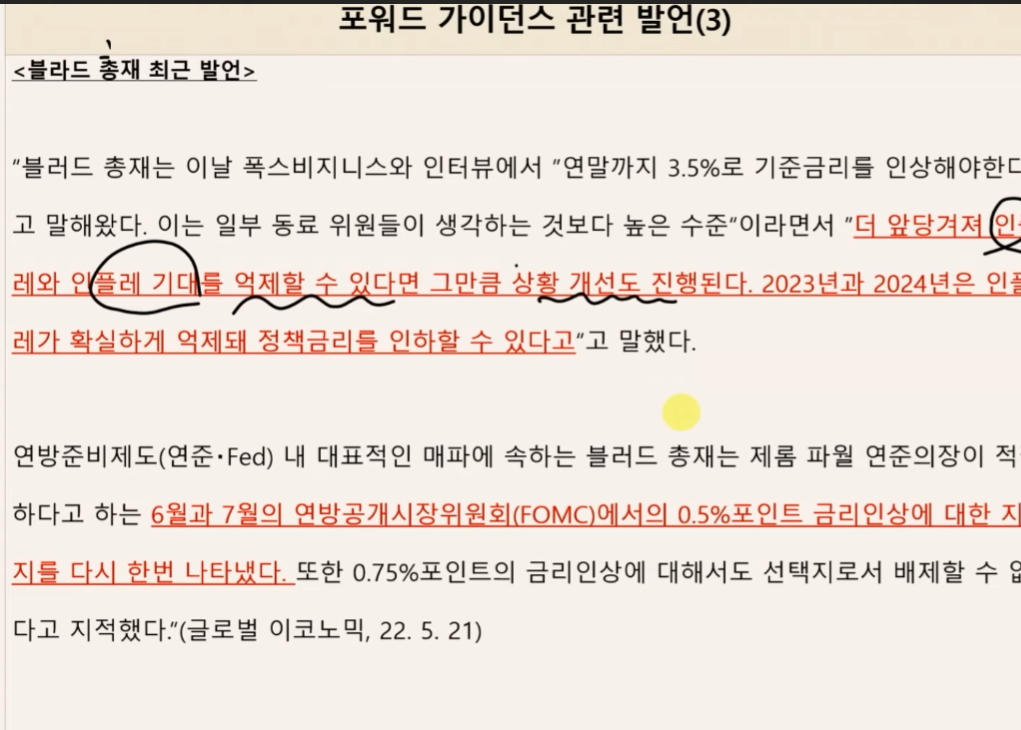 포워드 가이던스 관련 발언(3)
<블라드 총재 최근 발언>
"블러드 총재는 이날 폭스비지니스와 인터뷰에서 "연말까지 3.5%로 기준금리를 인상해야한다
고 말해왔다. 이는 일부 동료 위원들이 생각하는 것보다 높은 수준"이라면서 "더 앞당겨져
레와 인플레 기대를 억제할 수 있다면 그만큼 상황 개선도 진행된다. 2023년과 2024년은 인플
레가 확실하게 억제돼 정책금리를 인하할 수 있다고"고 말했다.
연방준비제도(연준·Fed) 내 대표적인 매파에 속하는 블러드 총재는 제롬 파월 연준의장이
하다고 하는 6월과 7월의 연방공개시장위원회(FOMC)에서의 0.5%포인트 금리인상에 대한 지
지를 다시 한번 나타냈다. 또한 0.75%포인트의 금리인상에 대해서도 선택지로서 배제할 수
다고 지적했다."(글로벌 이코노믹, 22. 5. 21)